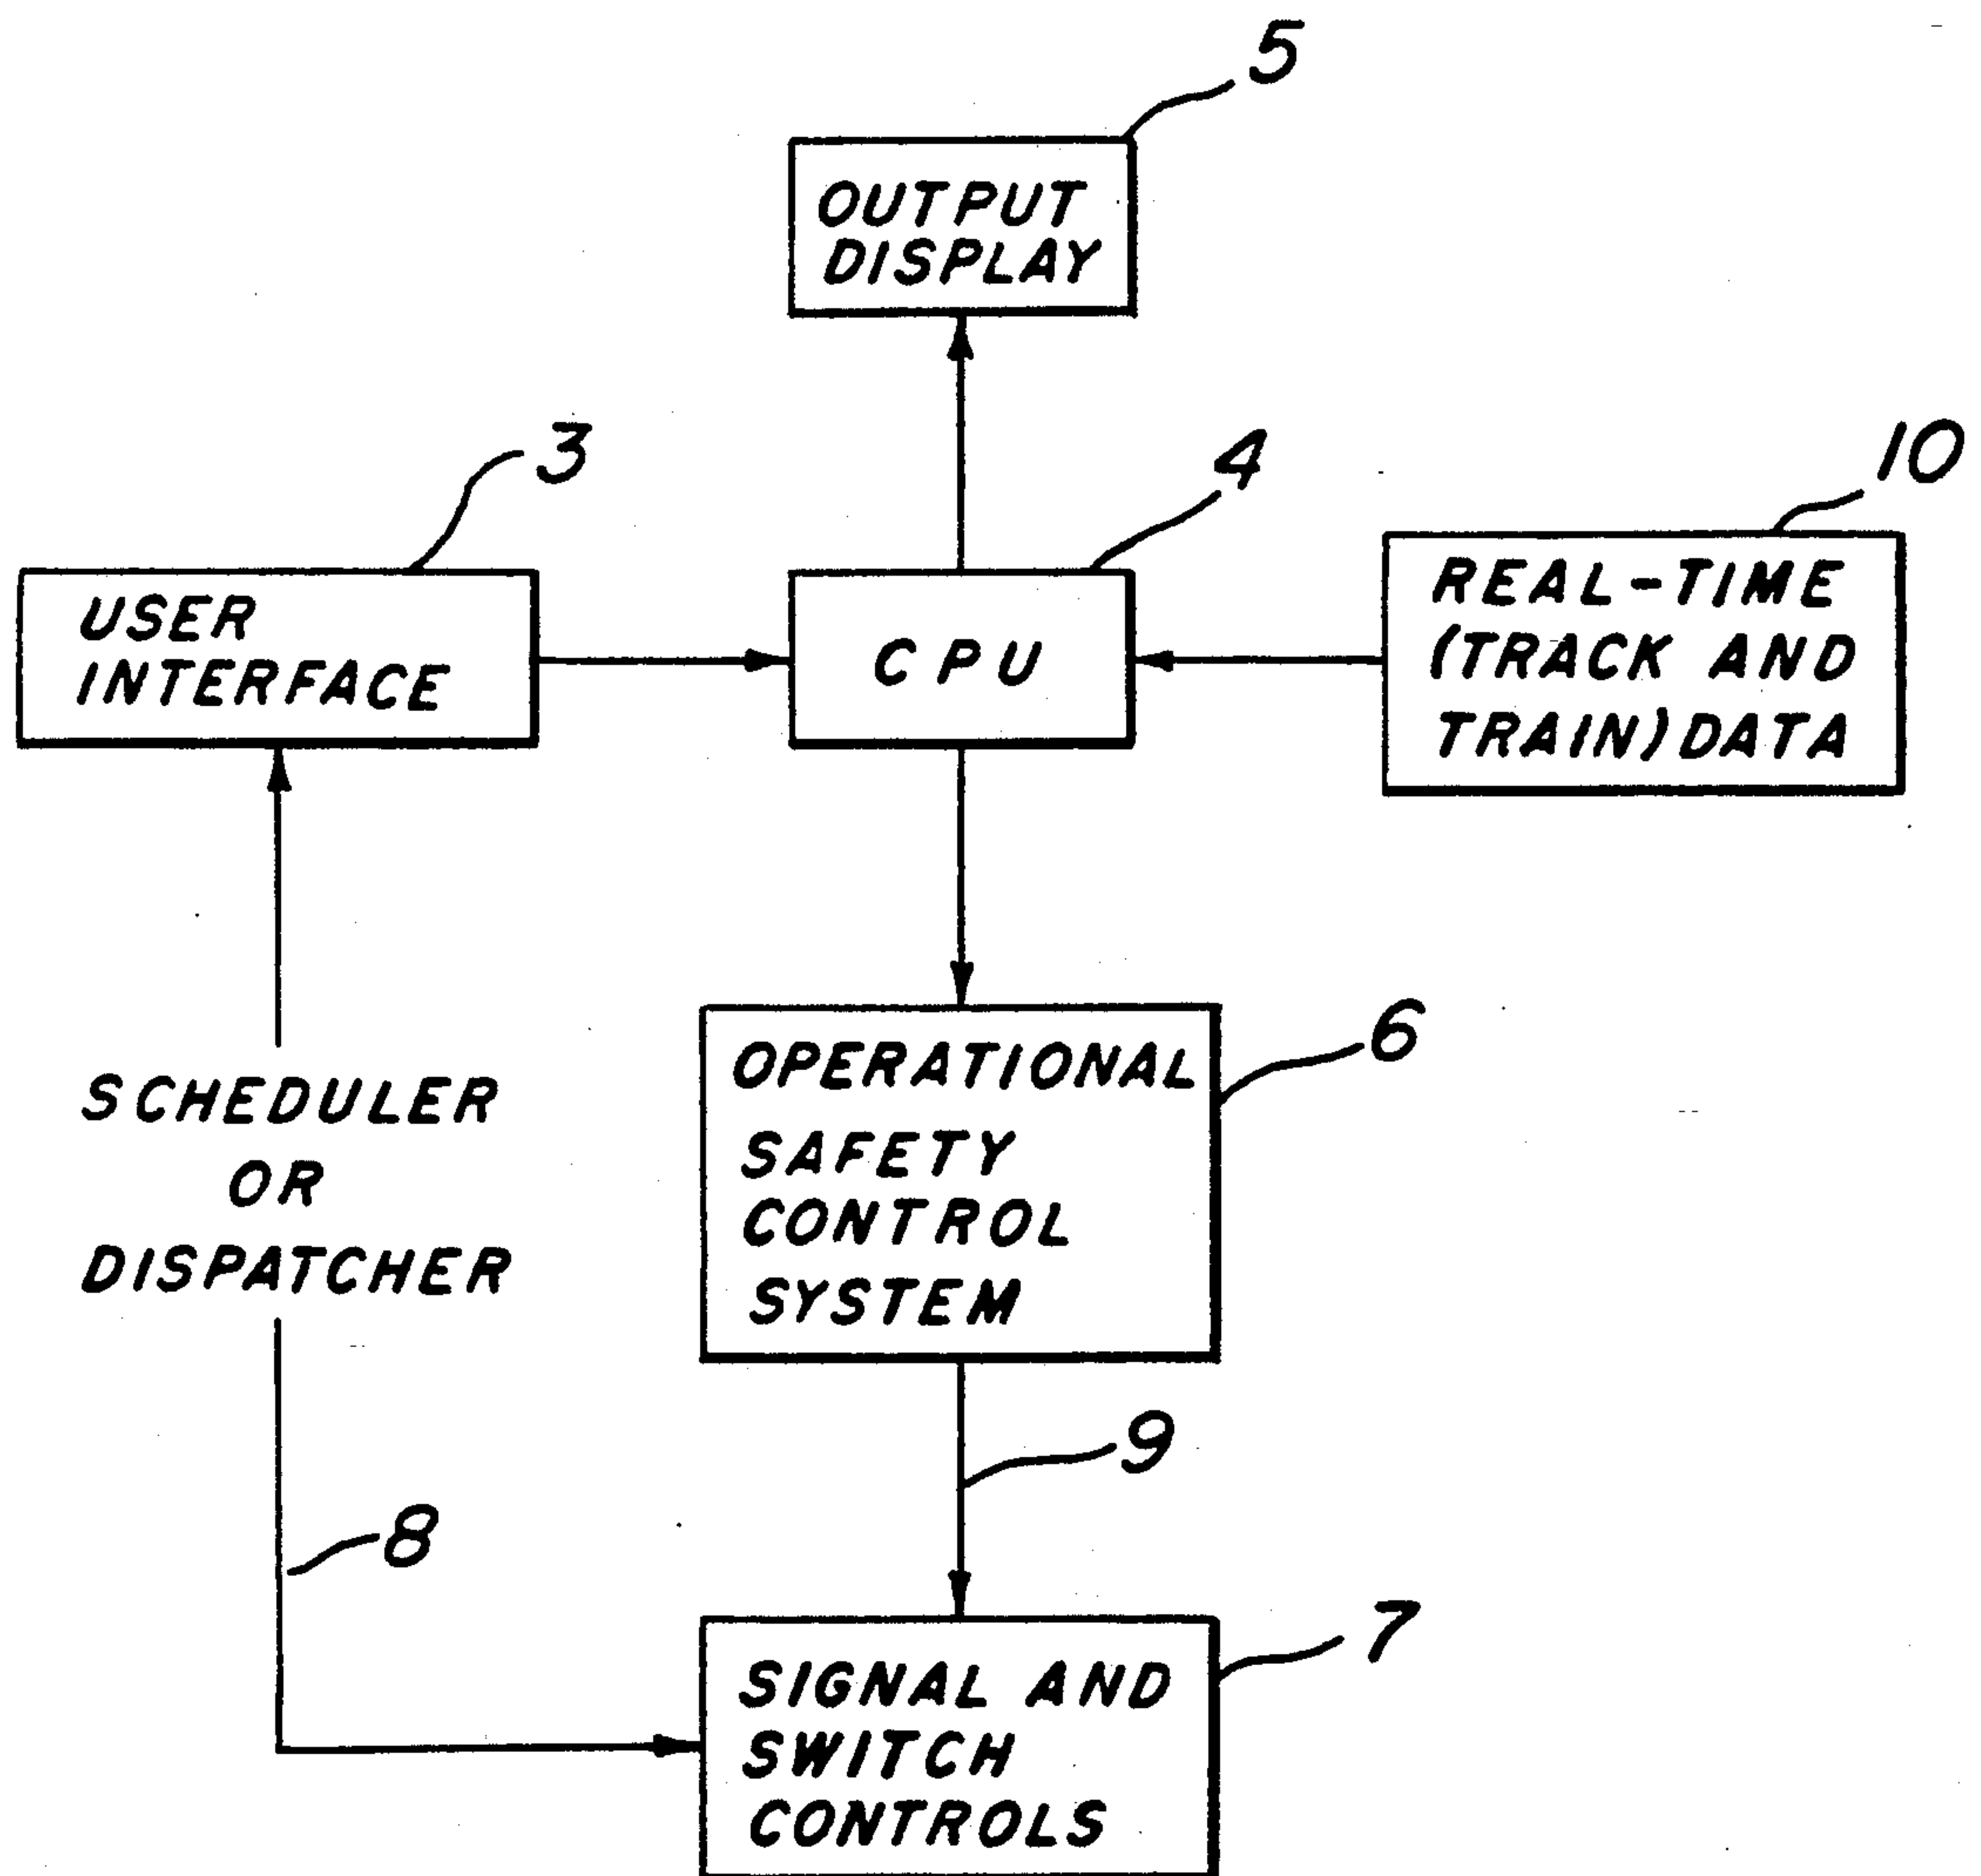 5
OUTPUT
DISPLAY
3
4
10
USER
INTERFACE
CPU
REAL-TIME
(TRACK AND
TRAIN) DATA
6
OPERATIONAL
SAFETY
CONTROL
SYSTEM
SCHEDULER
OR
DISPATCHER
9
8
7
SIGNAL AND
SWITCH
CONTROLS